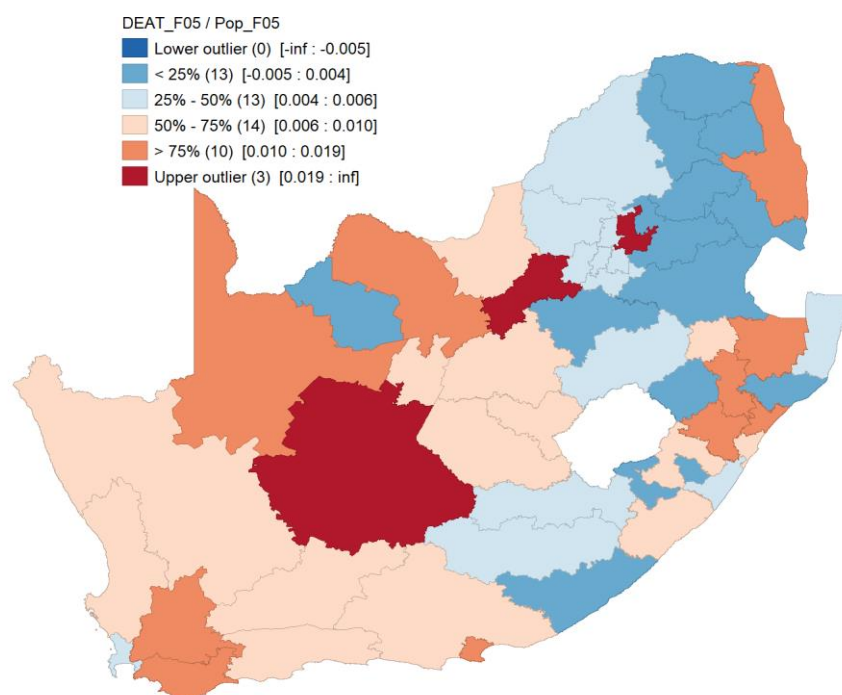 DEAT_F05 / Pop_F05
Lower outlier (0) [-inf : -0.005]
< 25% (13) [-0.005 : 0.004]
25% - 50% (13) [0.004 : 0.006]
50% - 75% (14) [0.006 : 0.010]
> 75% (10) [0.010 : 0.019]
Upper outlier (3) [0.019 : inf]